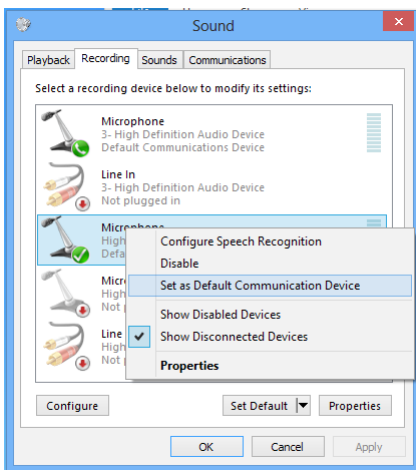 Sound
Playback Recording Sounds Communications
Select a recording device below to modify its settings:
Microphone
3- High Definition Audio Device
Default Communications Device
Line In
3- High Definition Audio Device
Not plugged in
Microphone
High
Defa
Configure Speech Recognition
Disable
Set as Default Communication Device
Show Disabled Devices
Show Disconnected Devices
Properties
Micr
High
Not
Line
High
Not
Configure Set Default Properties
OK Cancel Apply